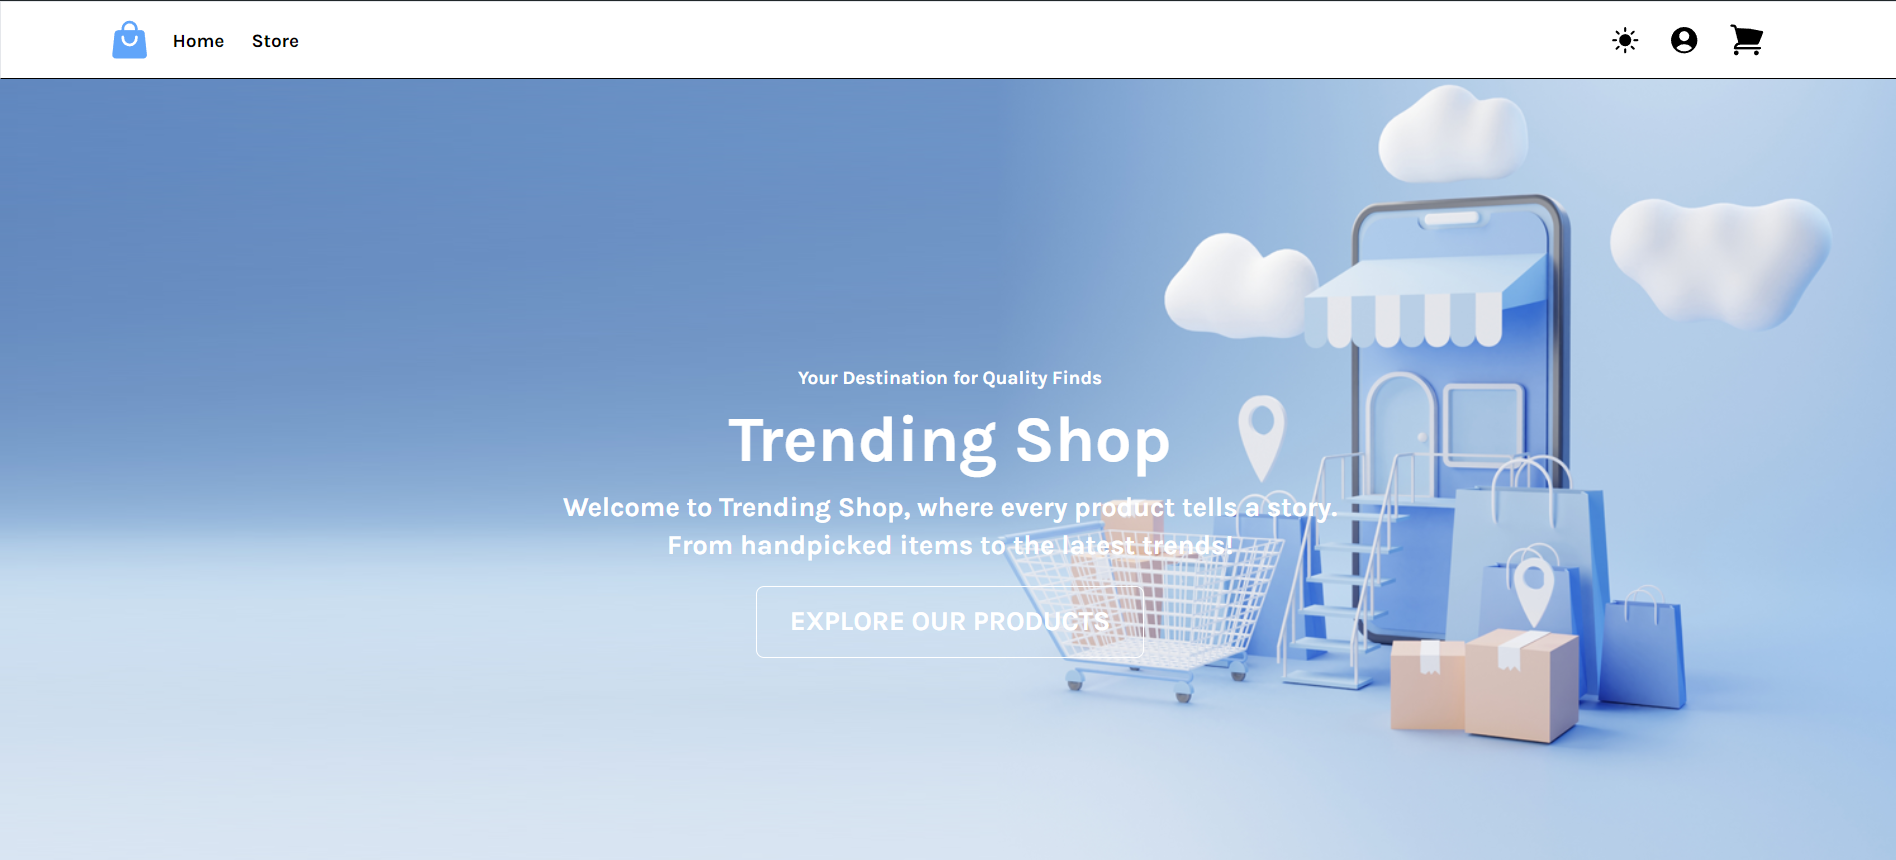 Home
Store
Your Destination for Quality Finds
Trending Shop
Welcome to Trending Shop, where every product tells a story.
From handpicked items to the latest trends!
EXPLORE OUR PRODUCTS